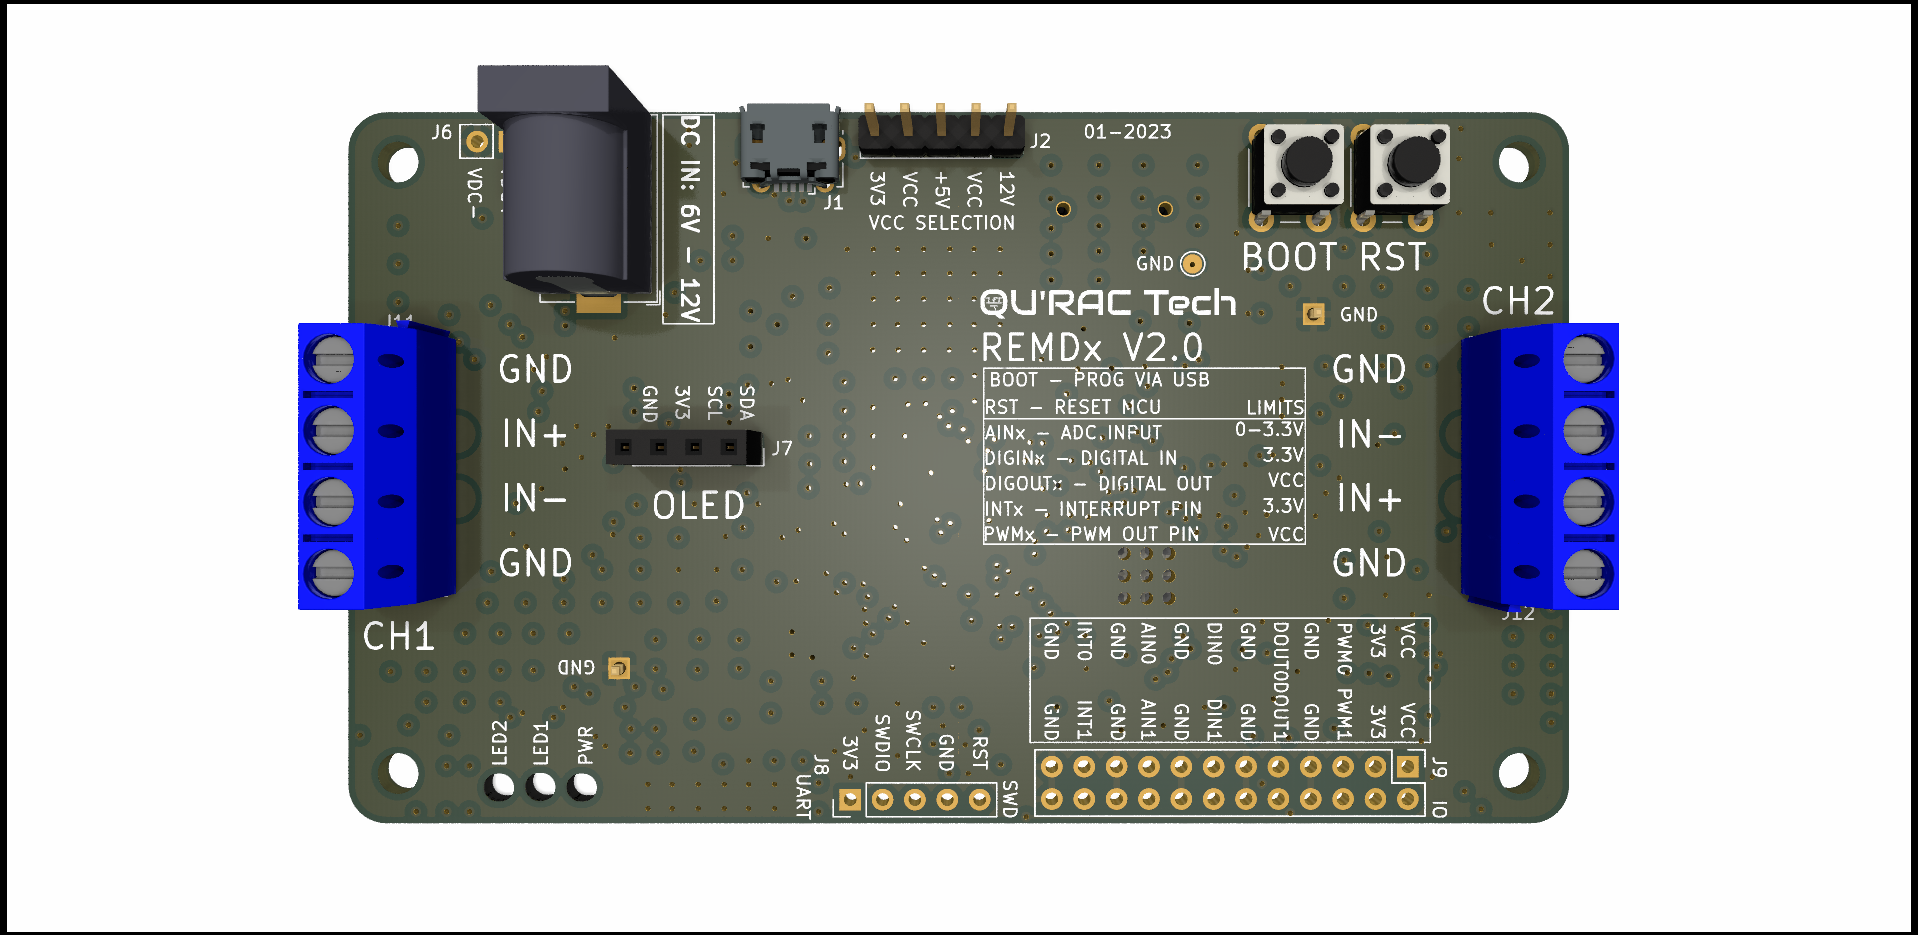 J6
VDC-
DC IN: 6V - 12V
J1
J2
3V3 VCC +5V VCC 12V
VCC SELECTION
01-2023
BOOT RST
GND
GND
QU'RAC Tech
REMDx V2.0
BOOT - PROG VIA USB
RST - RESET MCU LIMITS
AINx - ADC INPUT 0-3.3V
DIGINx - DIGITAL IN 3.3V
DIGOUTx - DIGITAL OUT VCC
INTx - INTERRUPT PIN 3.3V
PWMx - PWM OUT PIN VCC
J11
GND
IN+
IN-
GND
CH1
GND 3V3 SCL SDA
J7
OLED
CH2
GND
IN-
IN+
GND
J12
GND
LED2 LED1 PWR
J8
UART
3V3 SWDIO SWCLK GND RST
SWD
GND INT0 GND AIN0 GND DIN0 GND DOUT0 GND PWM0 3V3 VCC
GND INT1 GND AIN1 GND DIN1 GND DOUT1 GND PWM1 3V3 VCC
J9
IO